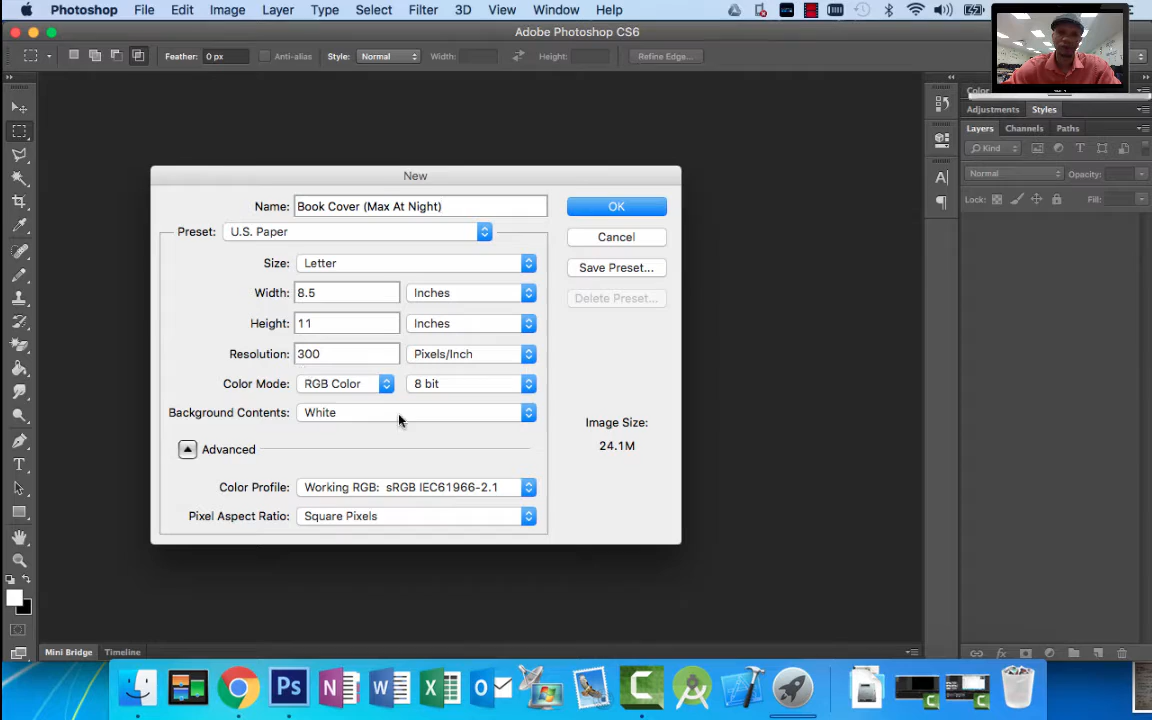 Photoshop File Edit Image Layer Type Select Filter 3D View Window Help
Adobe Photoshop CS6
Feather: 0 px Anti-alias Style: Normal Width: Height: Refine Edge...
Adjustments Styles
Layers Channels Paths
Kind
Normal Opacity:
Lock: Fill:
New
Name: Book Cover (Max At Night) OK
Preset: U.S. Paper Cancel
Size: Letter Save Preset...
Width: 8.5 Inches Delete Preset...
Height: 11 Inches
Resolution: 300 Pixels/Inch
Color Mode: RGB Color 8 bit
Background Contents: White
Image Size:
24.1M
Advanced
Color Profile: Working RGB: sRGB IEC61966-2.1
Pixel Aspect Ratio: Square Pixels
Mini Bridge Timeline